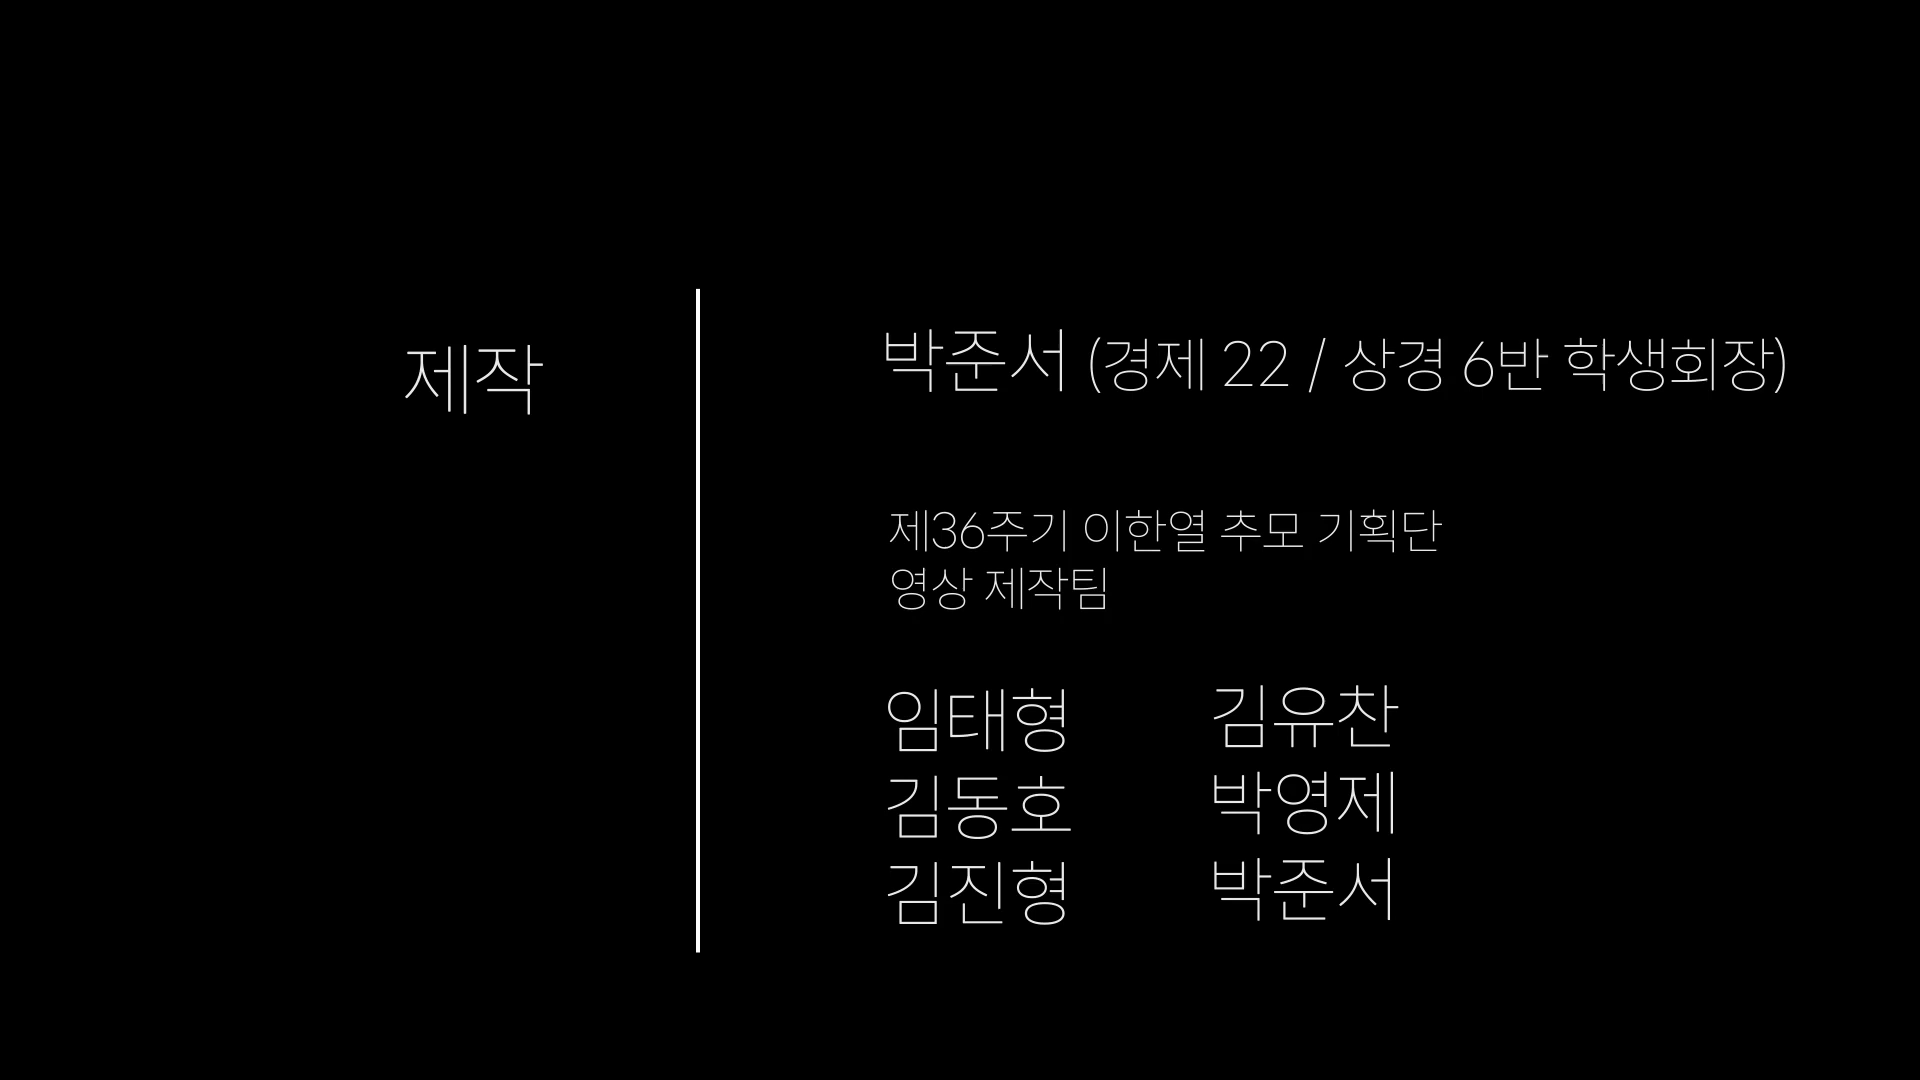 제작
박준서 (경제 22 / 상경 6반 학생회장)
제36주기 이한열 추모 기획단
영상 제작팀
임태형 김유찬
김동호 박영제
김진형 박준서